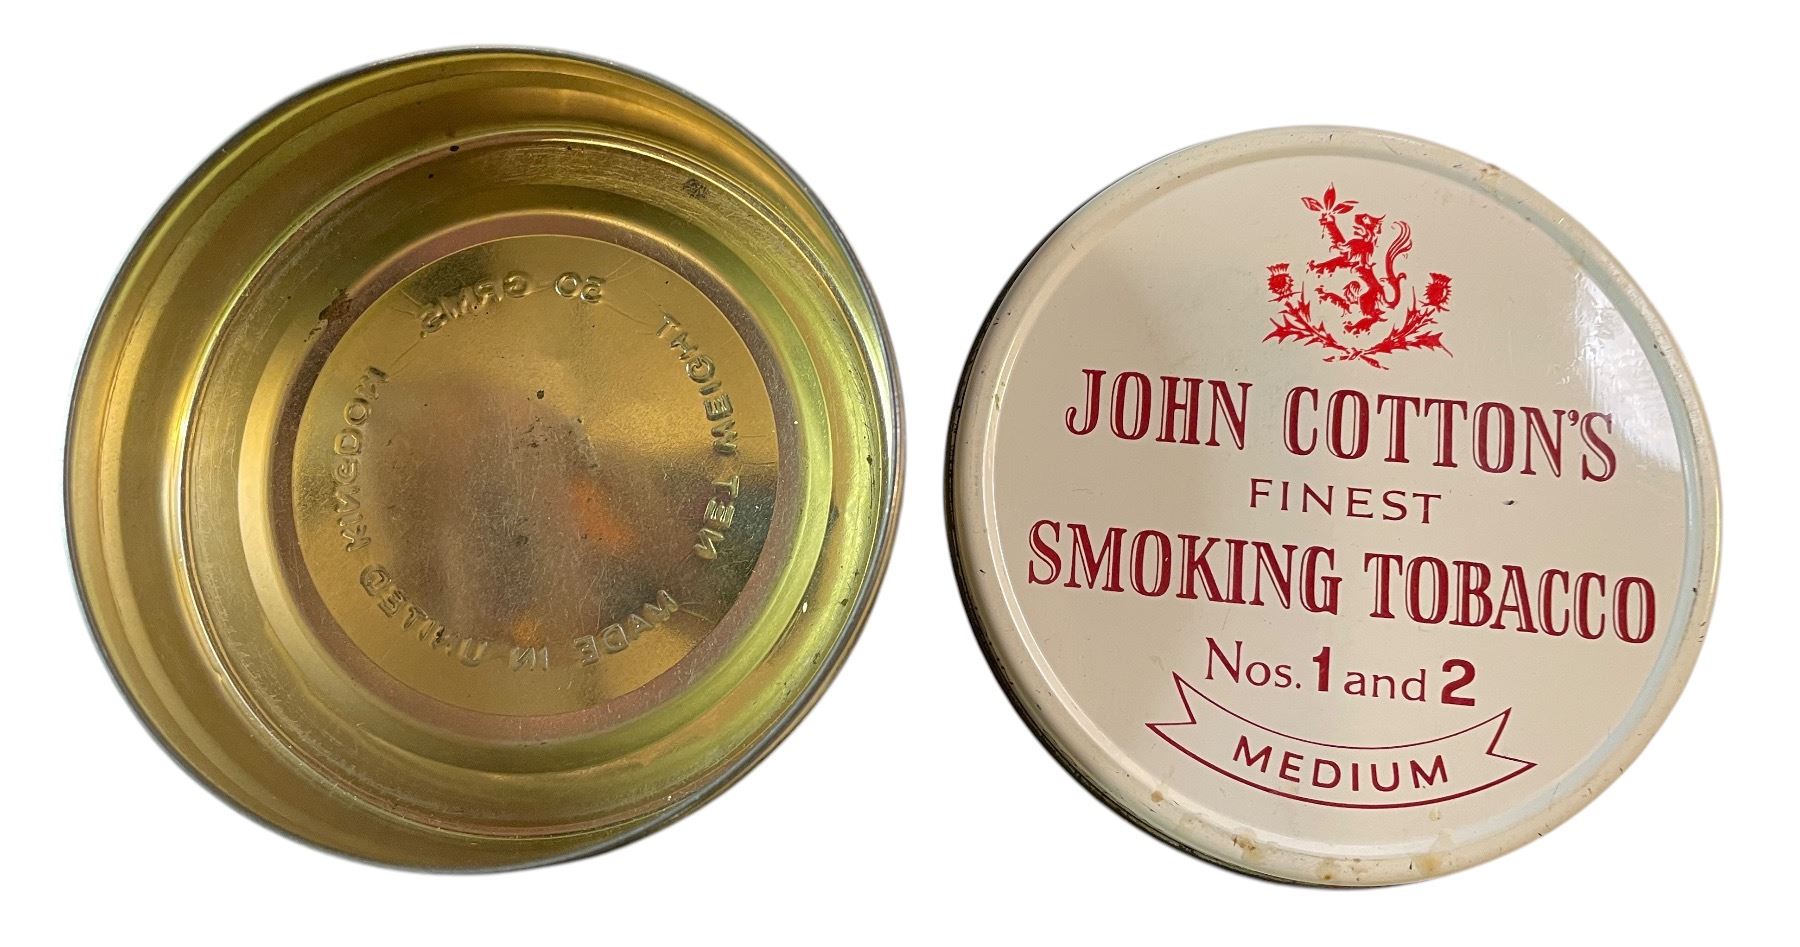 NET WEIGHT 50 GRMS.
MADE IN UNITED KINGDOM
JOHN COTTON'S
FINEST
SMOKING TOBACCO
Nos. 1 and 2
MEDIUM